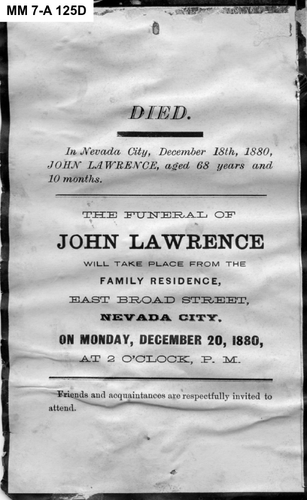 MM 7-A 125D
DIED.
In Nevada City, December 18th, 1880,
JOHN LAWRENCE, aged 68 years and
10 months.
THE FUNERAL OF
JOHN LAWRENCE
WILL TAKE PLACE FROM THE
FAMILY RESIDENCE,
EAST BROAD STREET,
NEVADA CITY.
ON MONDAY, DECEMBER 20, 1880,
AT 2 O'CLOCK, P. M.
Friends and acquaintances are respectfully invited to
attend.